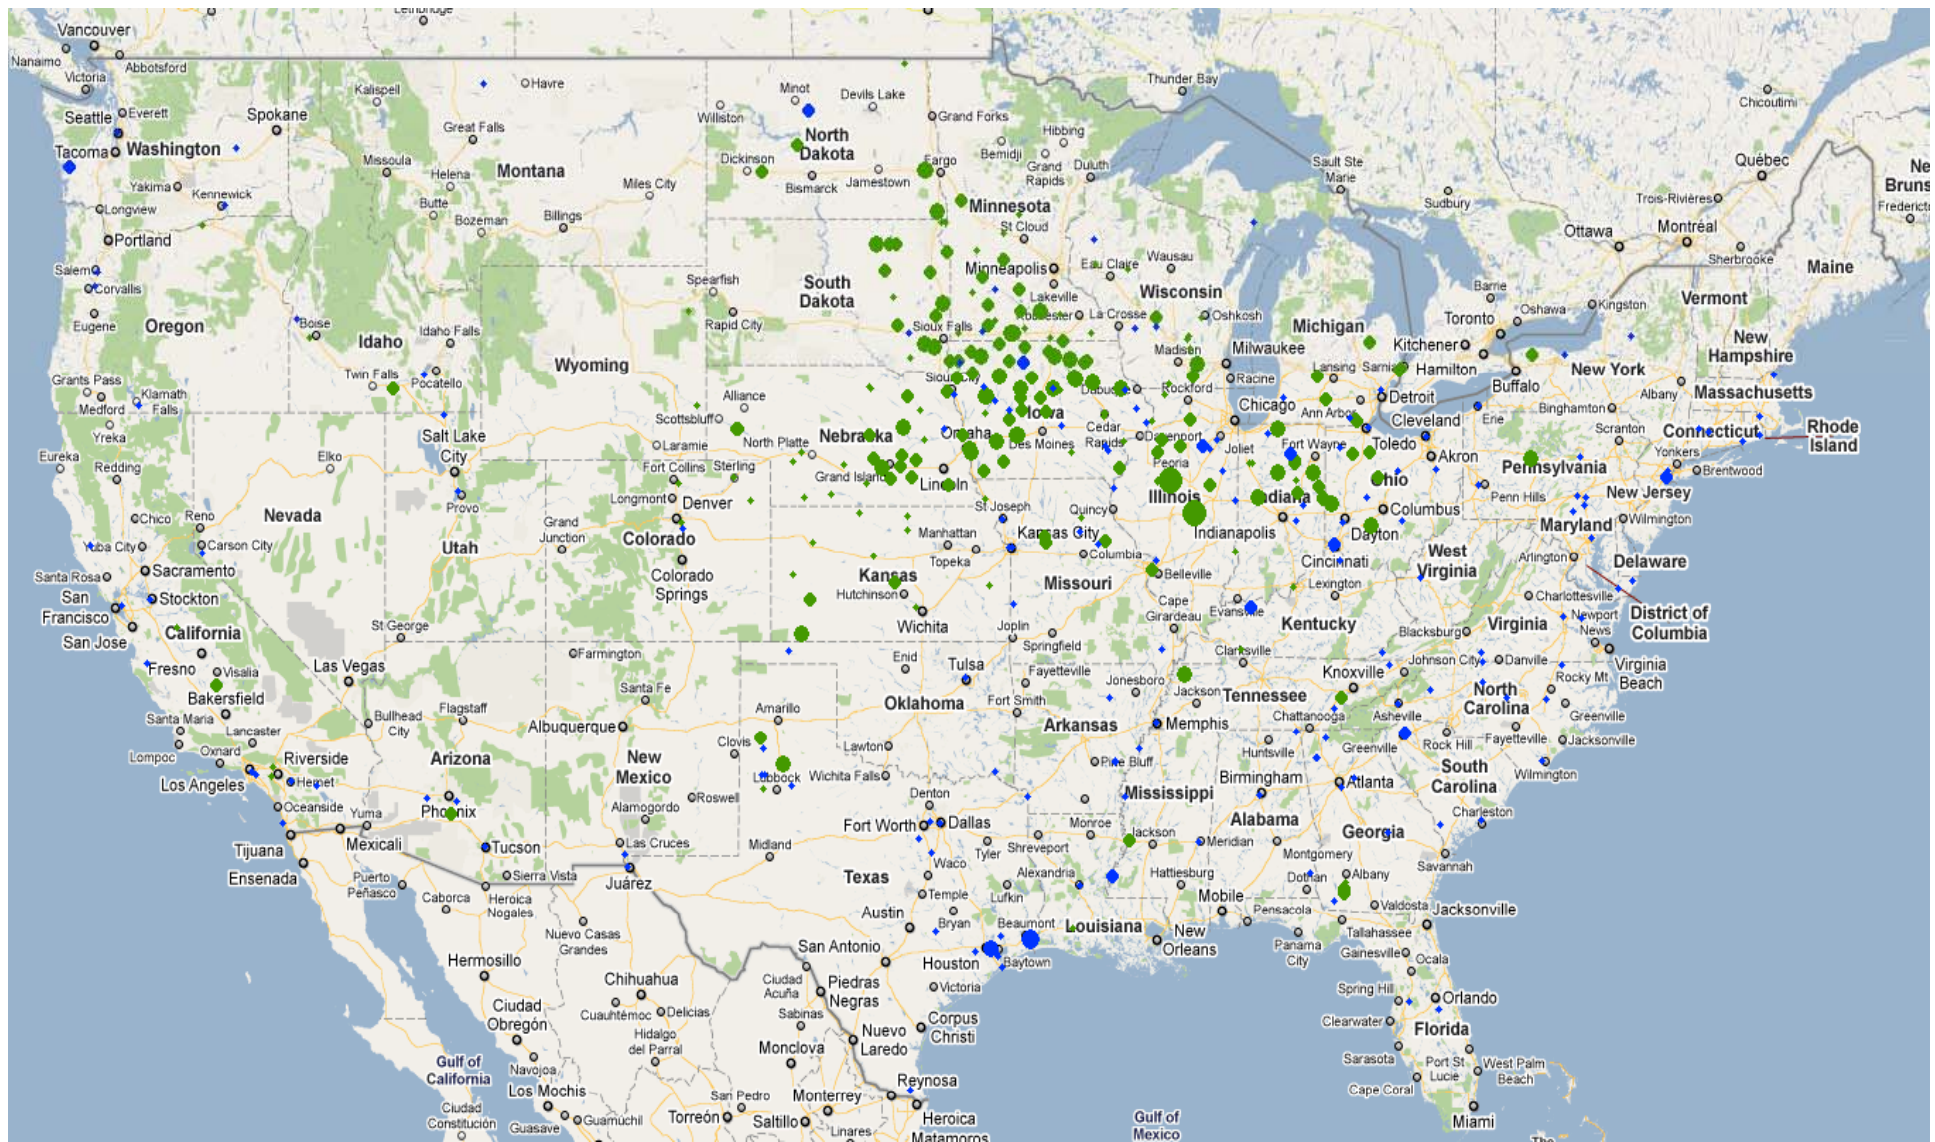 Lethbridge
Vancouver
Nanaimo
Abbotsford
Victoria
Kalispell
Havre
Minot
Devils Lake
Thunder Bay
Chicoutimi
Seattle
Everett
Spokane
Great Falls
Williston
Grand Forks
Hibbing
Tacoma
Washington
North
Dakota
Bemidji
Grand
Rapids
Duluth
Missoula
Helena
Montana
Dickinson
Bismarck
Jamestown
Fargo
Sault Ste
Marie
Québec
Ne
Bruns
Yakima
Kennewick
Miles City
Sudbury
Trois-Rivières
Frederict
Longview
Butte
Bozeman
Billings
Minnesota
St Cloud
Portland
Ottawa
Montréal
Salem
Minneapolis
Eau Claire
Wausau
Sherbrooke
Maine
Corvallis
Spearfish
South
Dakota
Lakeville
Wisconsin
Barrie
Kingston
Vermont
Eugene
Oregon
Boise
Idaho
Idaho Falls
Rapid City
Sioux Falls
Rochester
La Crosse
Oshkosh
Michigan
Oshawa
Toronto
New
Hampshire
Wyoming
Madison
Milwaukee
Kitchener
Grants Pass
Klamath
Falls
Medford
Twin Falls
Pocatello
Sioux City
Dubuque
Rockford
Racine
Lansing
Sarnia
Hamilton
Buffalo
New York
Albany
Massachusetts
Alliance
Scottsbluff
Iowa
Chicago
Ann Arbor
Detroit
Cleveland
Erie
Binghamton
Yreka
Salt Lake
City
Laramie
North Platte
Nebraska
Omaha
Des Moines
Cedar
Rapids
Davenport
Joliet
Fort Wayne
Toledo
Akron
Scranton
Connecticut
Rhode
Island
Eureka
Redding
Elko
Fort Collins
Sterling
Grand Island
Lincoln
Peoria
Pennsylvania
Yonkers
Brentwood
Provo
Longmont
Denver
Illinois
Indiana
Ohio
Penn Hills
New Jersey
Chico
Reno
Nevada
Grand
Junction
St Joseph
Quincy
Indianapolis
Columbus
Maryland
Wilmington
Yuba City
Carson City
Utah
Colorado
Manhattan
Kansas City
Dayton
Sacramento
Topeka
Columbia
Cincinnati
West
Virginia
Arlington
Delaware
Santa Rosa
Colorado
Springs
Kansas
Hutchinson
Missouri
Belleville
Lexington
San
Francisco
Stockton
Charlottesville
District of
Columbia
San Jose
California
St George
Wichita
Joplin
Cape
Girardeau
Evansville
Kentucky
Blacksburg
Virginia
Newport
News
Fresno
Visalia
Las Vegas
Farmington
Enid
Tulsa
Springfield
Clarksville
Knoxville
Johnson City
Danville
Virginia
Beach
Bakersfield
Santa Fe
Fayetteville
Jonesboro
Jackson
Tennessee
Rocky Mt
Santa Maria
Bullhead
City
Flagstaff
Albuquerque
Amarillo
Oklahoma
Fort Smith
Arkansas
Memphis
Chattanooga
Asheville
North
Carolina
Greenville
Lompoc
Lancaster
Oxnard
Riverside
Arizona
New
Mexico
Clovis
Lawton
Huntsville
Greenville
Rock Hill
Fayetteville
Jacksonville
Los Angeles
Hemet
Lubbock
Wichita Falls
Pine Bluff
Birmingham
Atlanta
South
Carolina
Wilmington
Oceanside
Yuma
Phoenix
Alamogordo
Roswell
Denton
Mississippi
Alabama
Georgia
Charleston
Tijuana
Mexicali
Tucson
Las Cruces
Midland
Fort Worth
Dallas
Tyler
Shreveport
Monroe
Jackson
Meridian
Montgomery
Savannah
Ensenada
Puerto
Peñasco
Sierra Vista
Juárez
Texas
Waco
Temple
Alexandria
Lufkin
Hattiesburg
Mobile
Dothan
Albany
Caborca
Heroica
Nogales
Austin
Bryan
Beaumont
Louisiana
New
Orleans
Pensacola
Valdosta
Jacksonville
Tallahassee
Nuevo Casas
Grandes
San Antonio
Houston
Baytown
Panama
City
Gainesville
Ocala
Hermosillo
Chihuahua
Ciudad
Acuña
Piedras
Negras
Victoria
Spring Hill
Orlando
Ciudad
Obregón
Cuauhtémoc
Delicias
Sabinas
Corpus
Christi
Clearwater
Florida
Hidalgo
del Parral
Monclova
Nuevo
Laredo
Sarasota
Port St
Lucie
West Palm
Beach
Gulf of
California
Navojoa
Reynosa
Cape Coral
Los Mochis
San Pedro
Monterrey
Ciudad
Constitución
Guasave
Guamuchil
Torreón
Saltillo
Linares
Heroica
Matamoros
Gulf of
Mexico
Miami
The